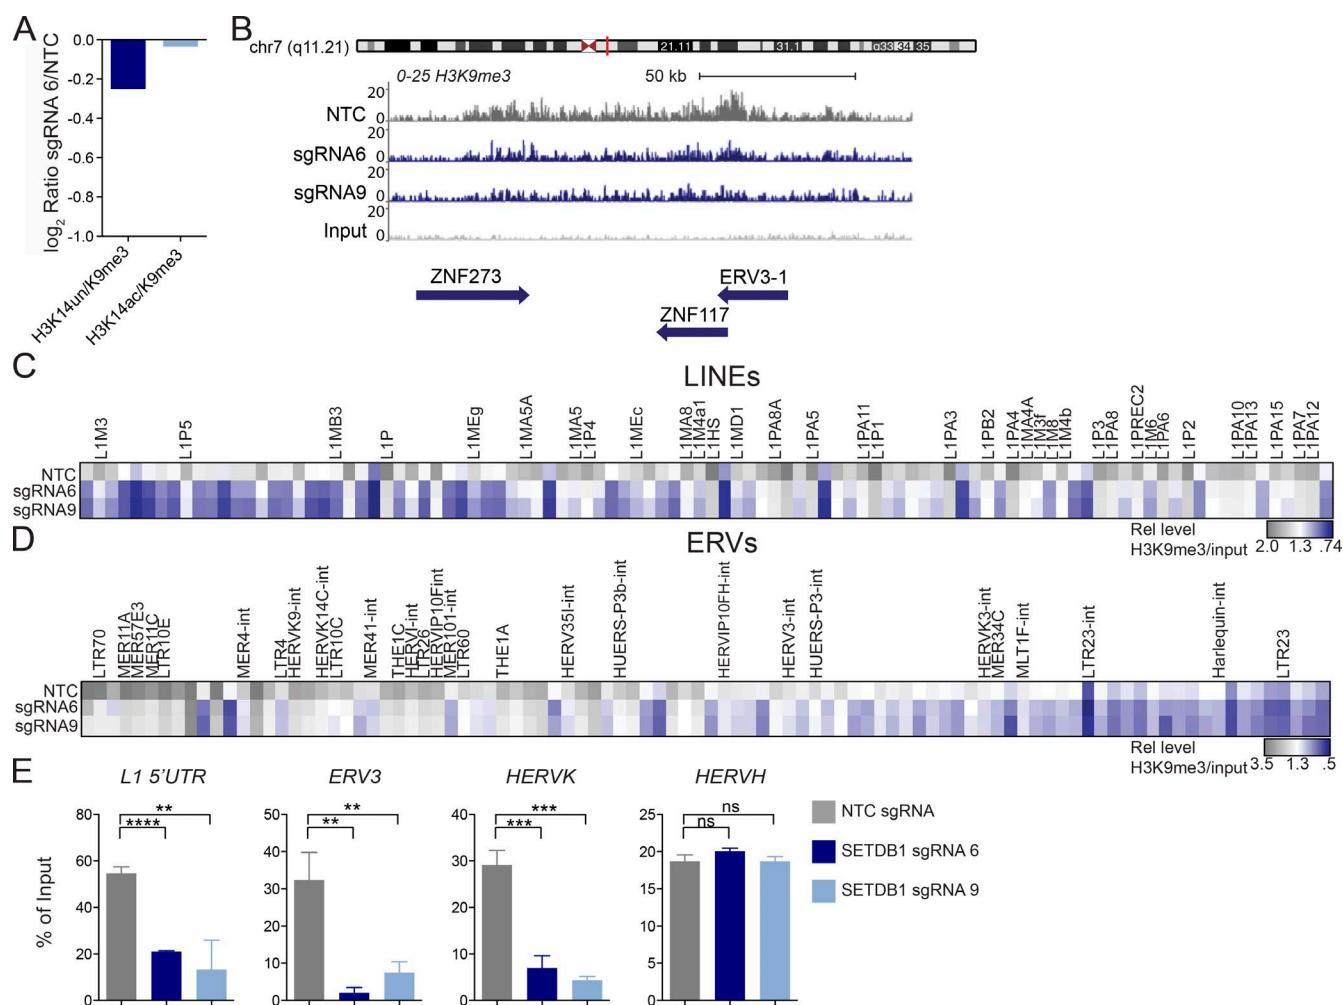 A
0.0
-0.2
-0.4
-0.6
-0.8
-1.0
log2 Ratio sgRNA 6/NTC
H3K14un/K9me3
H3K14ac/K9me3
B
chr7 (q11.21)
21.11
31.1
q33
34
35
0-25 H3K9me3
50 kb
NTC
20
0
sgRNA6
20
0
sgRNA9
20
0
Input
20
0
ZNF273
ERV3-1
ZNF117
C
LINEs
L1M3
L1P5
L1MB3
L1P
L1MEg
L1MA5A
L1MA5
L1P4
L1MEc
L1MA8
L1M4a1
L1HS
L1MD1
L1PA8A
L1PA5
L1PA11
L1P1
L1PA3
L1PB2
L1PA4
L1MA4A
L1M3f
L1M8
L1M4b
L1P3
L1PA8
L1PREC2
L1M6
L1PA6
L1P2
L1PA10
L1PA13
L1PA15
L1PA7
L1PA12
NTC
sgRNA6
sgRNA9
Rel level
H3K9me3/input
2.0 1.3 .74
D
ERVs
LTR70
MER11A
MER57E3
MER11C
LTR10E
MER4-int
LTR4
HERVK9-int
HERVK14C-int
LTR10C
MER41-int
THE1C
HERVI-int
LTR26
HERVIP10Fint
MER101-int
LTR60
THE1A
HERV35I-int
HUERS-P3b-int
HERVIP10FH-int
HERV3-int
HUERS-P3-int
HERVK3-int
MER34C
MLT1F-int
LTR23-int
Harlequin-int
LTR23
NTC
sgRNA6
sgRNA9
Rel level
H3K9me3/input
3.5 1.3 .5
E
L1 5'UTR
ERV3
HERVK
HERVH
% of Input
80
60
40
20
0
**
****
50
40
30
20
10
0
**
**
40
30
20
10
0
***
***
25
20
15
10
5
0
ns
ns
NTC sgRNA
SETDB1 sgRNA 6
SETDB1 sgRNA 9